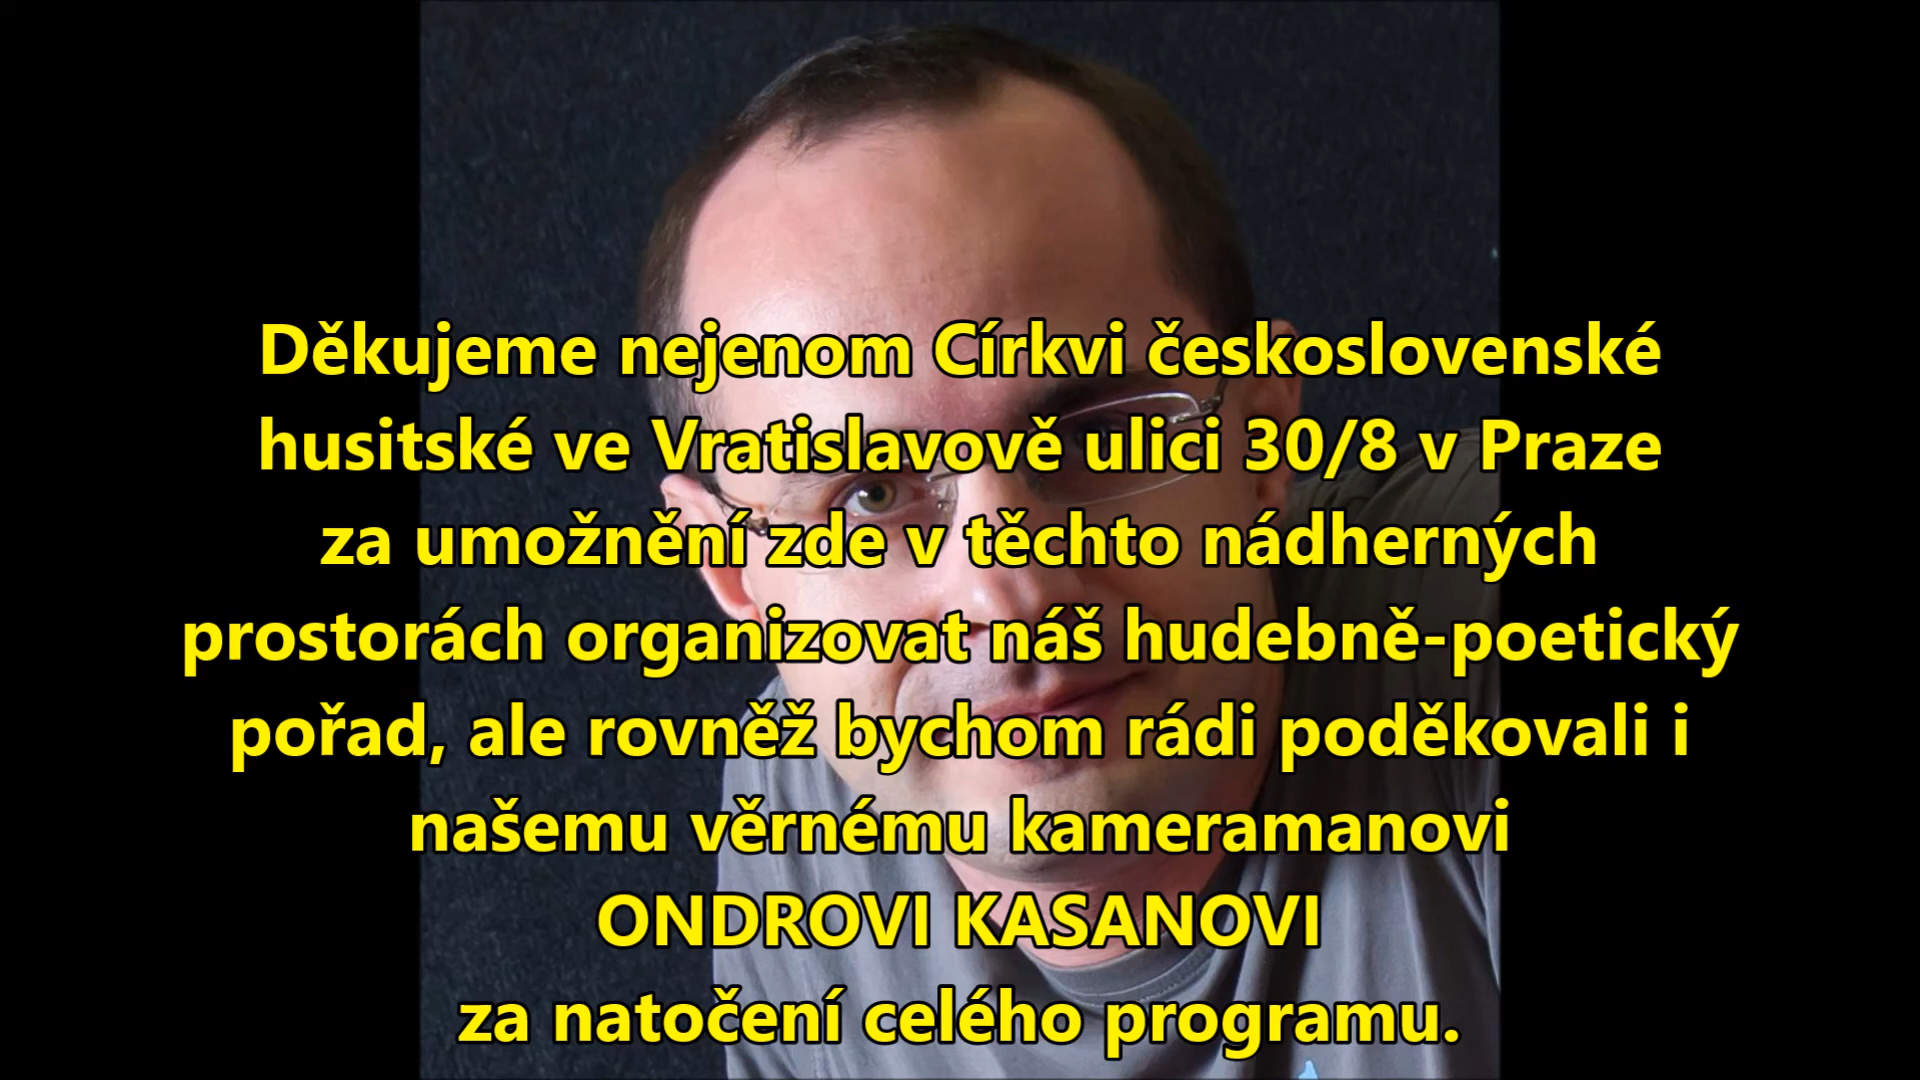 Děkujeme nejenom Církvi československé
husitské ve Vratislavově ulici 30/8 v Praze
za umožnění zde v těchto nádherných
prostorách organizovat náš hudebně-poetický
pořad, ale rovněž bychom rádi poděkovali i
našemu věrnému kameramanovi
ONDROVI KASANOVI
za natočení celého programu.